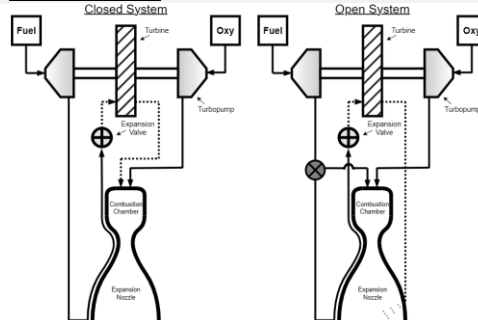 Closed System
Fuel
Oxy
Turbine
Turbopump
Expansion
Valve
Combustion
Chamber
Expansion
Nozzle
Open System
Fuel
Oxy
Turbine
Turbopump
Expansion
Valve
Combustion
Chamber
Expansion
Nozzle